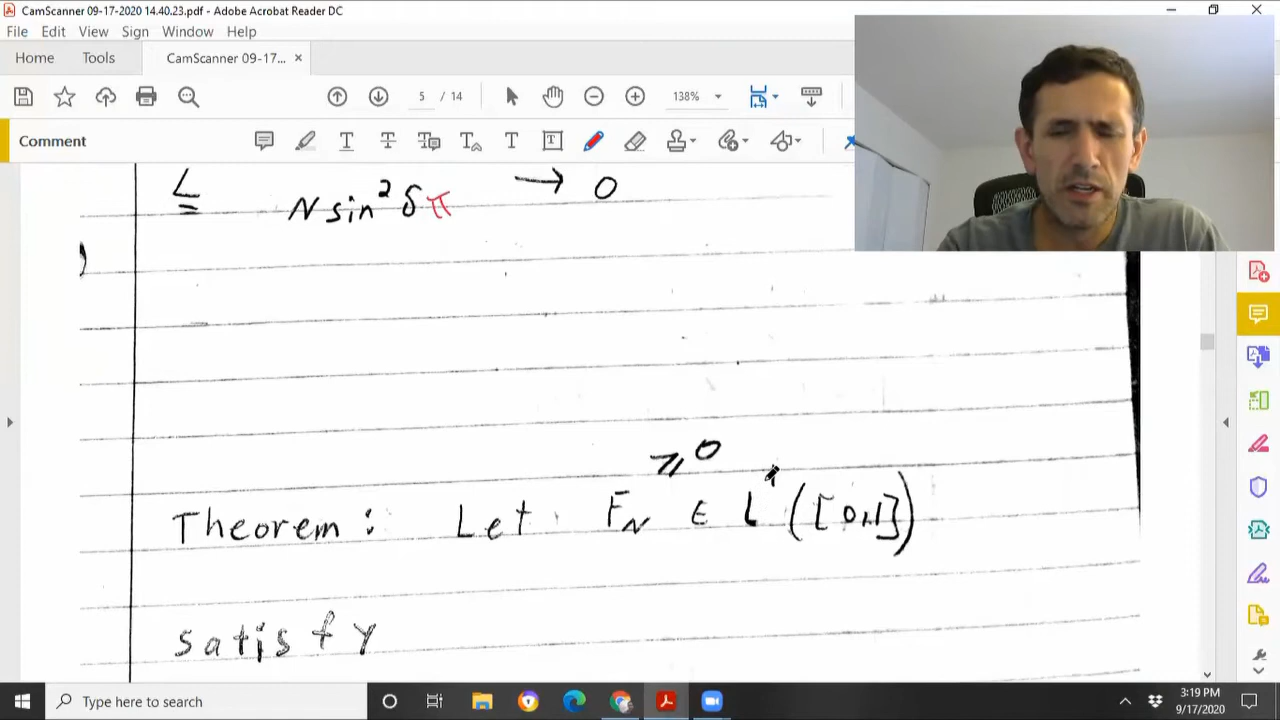 CamScanner 09-17-2020 14.40.23.pdf - Adobe Acrobat Reader DC
File Edit View Sign Window Help
Home Tools CamScanner 09-17... ×
5 / 14 138%
Comment
≤ N sin² δ π → 0
≥ 0
Theorem: Let F_N ∈ L¹([0,1])
satisfy
Type here to search
3:19 PM
9/17/2020